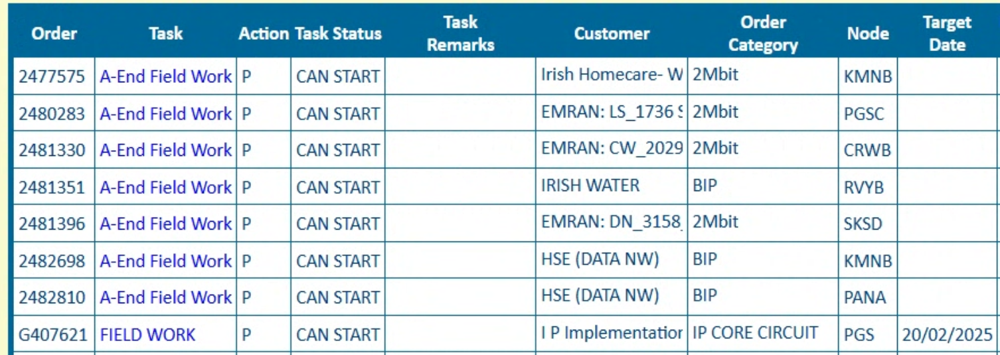 Order Task Action Task Status Task Remarks Customer Order Category Node Target Date
2477575 A-End Field Work P CAN START Irish Homecare- W 2Mbit KMNB
2480283 A-End Field Work P CAN START EMRAN: LS_1736 S 2Mbit PGSC
2481330 A-End Field Work P CAN START EMRAN: CW_2029 2Mbit CRWB
2481351 A-End Field Work P CAN START IRISH WATER BIP RVYB
2481396 A-End Field Work P CAN START EMRAN: DN_3158_ 2Mbit SKSD
2482698 A-End Field Work P CAN START HSE (DATA NW) BIP KMNB
2482810 A-End Field Work P CAN START HSE (DATA NW) BIP PANA
G407621 FIELD WORK P CAN START I P Implementation IP CORE CIRCUIT PGS 20/02/2025